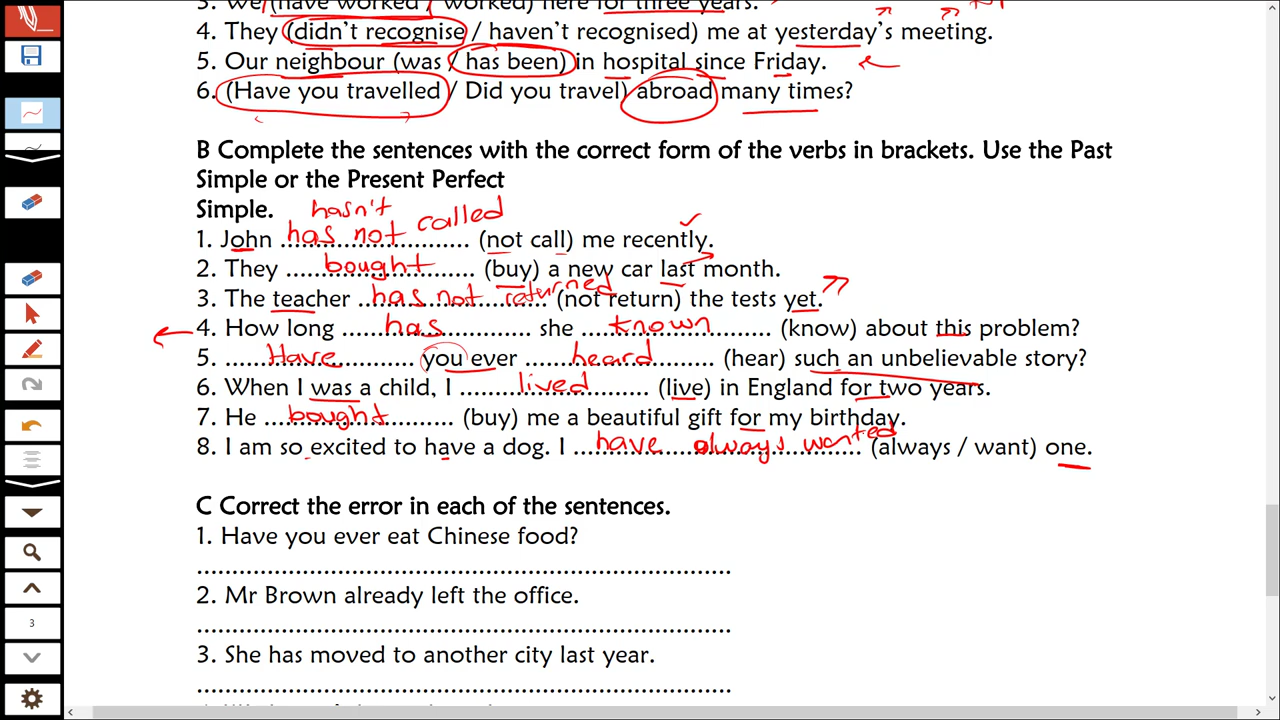 3. We (have worked / worked) here for three years.
4. They (didn't recognise / haven't recognised) me at yesterday's meeting.
5. Our neighbour (was / has been) in hospital since Friday.
6. (Have you travelled / Did you travel) abroad many times?
B Complete the sentences with the correct form of the verbs in brackets. Use the Past
Simple or the Present Perfect
Simple.
hasn't
1. John has not called (not call) me recently.
2. They bought (buy) a new car last month.
3. The teacher has not returned (not return) the tests yet.
4. How long has she known (know) about this problem?
5. Have you ever heard (hear) such an unbelievable story?
6. When I was a child, I lived (live) in England for two years.
7. He bought (buy) me a beautiful gift for my birthday.
8. I am so excited to have a dog. I have always wanted (always / want) one.
C Correct the error in each of the sentences.
1. Have you ever eat Chinese food?
2. Mr Brown already left the office.
3. She has moved to another city last year.
3